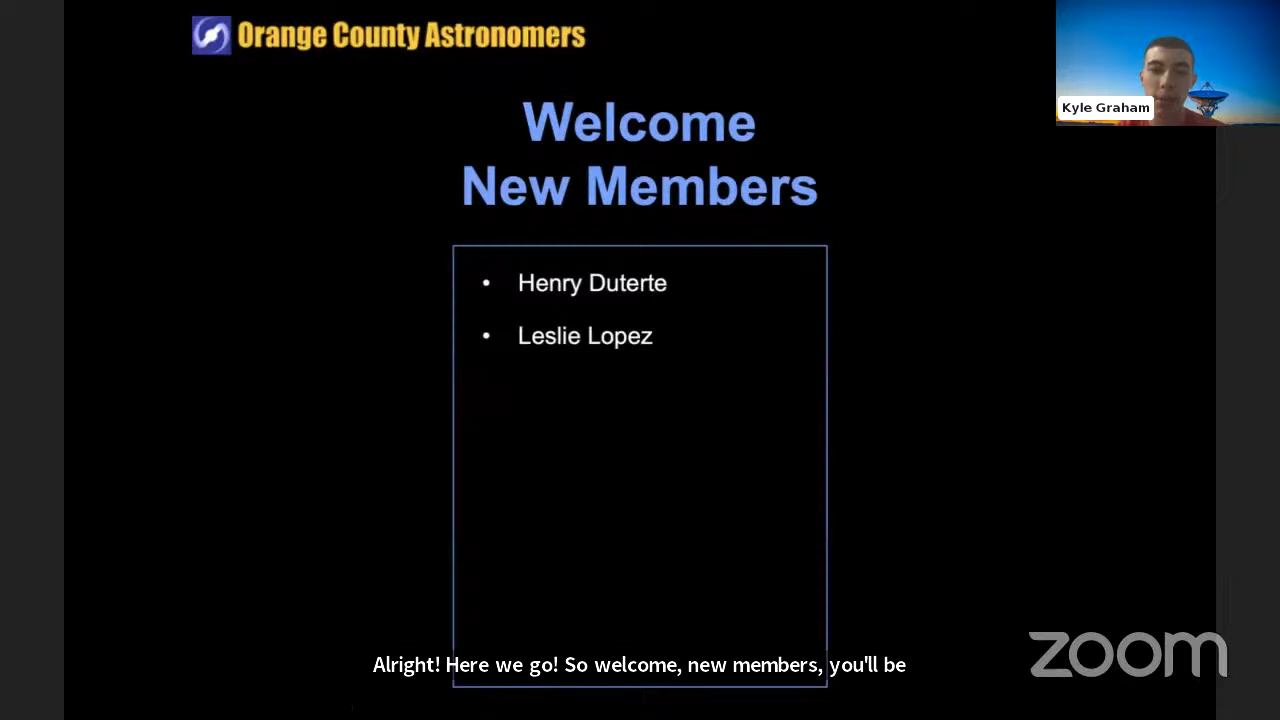 Orange County Astronomers
Kyle Graham
Welcome
New Members
• Henry Duterte
• Leslie Lopez
Alright! Here we go! So welcome, new members, you'll be
zoom